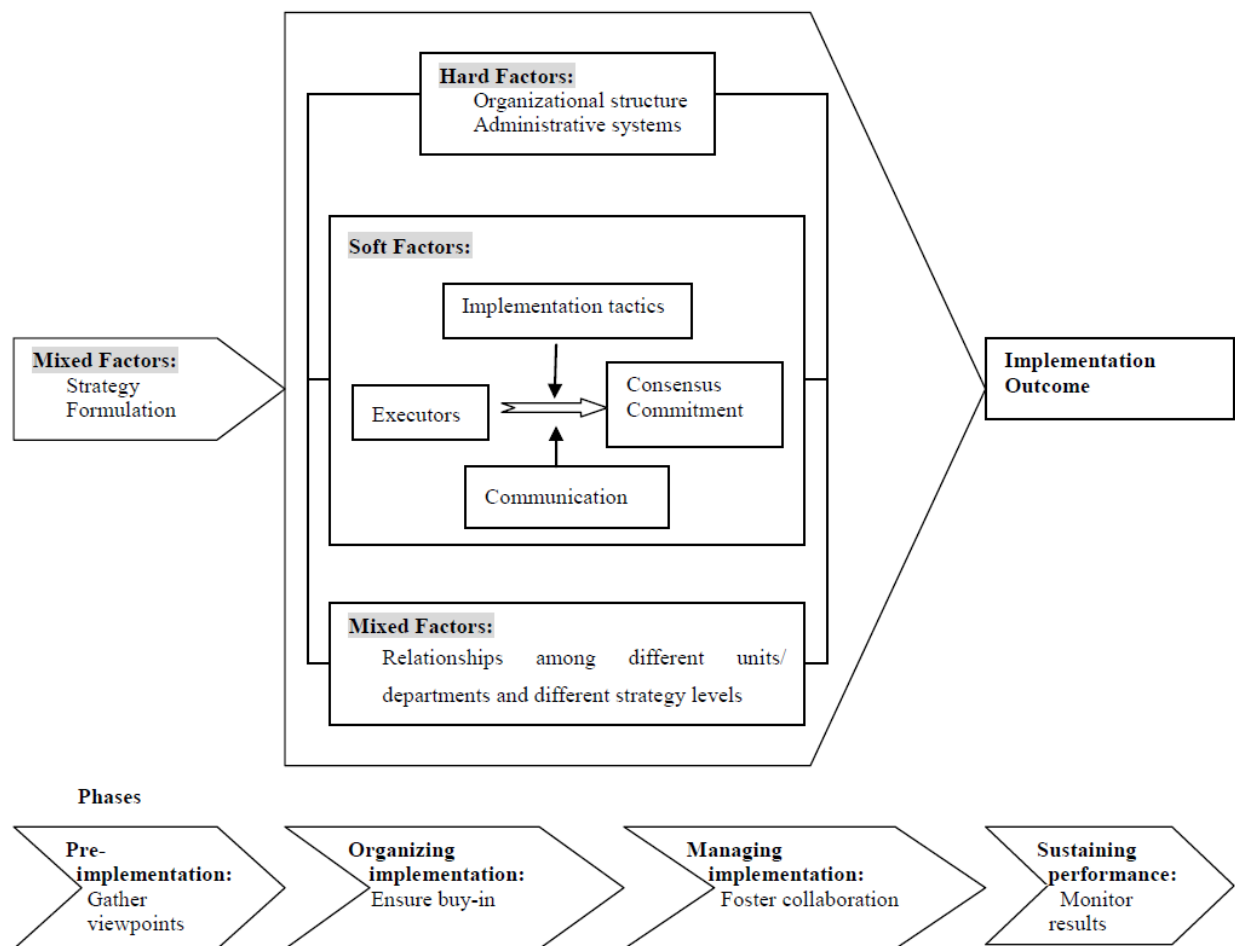 Hard Factors:
Organizational structure
Administrative systems
Soft Factors:
Implementation tactics
Mixed Factors:
Strategy
Formulation
Executors
Consensus
Commitment
Communication
Implementation
Outcome
Mixed Factors:
Relationships among different units/
departments and different strategy levels
Phases
Pre-
implementation:
Gather
viewpoints
Organizing
implementation:
Ensure buy-in
Managing
implementation:
Foster collaboration
Sustaining
performance:
Monitor
results